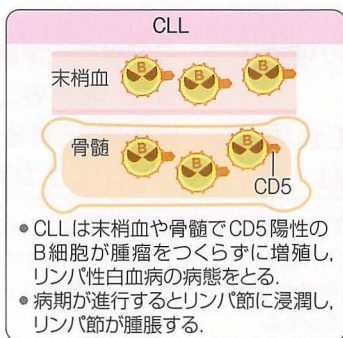 CLL
末梢血
B
B
B
骨髄
B
B
B
CD5
● CLLは末梢血や骨髄でCD5陽性の
B細胞が腫瘤をつくらずに増殖し,
リンパ性白血病の病態をとる.
● 病期が進行するとリンパ節に浸潤し,
リンパ節が腫脹する.